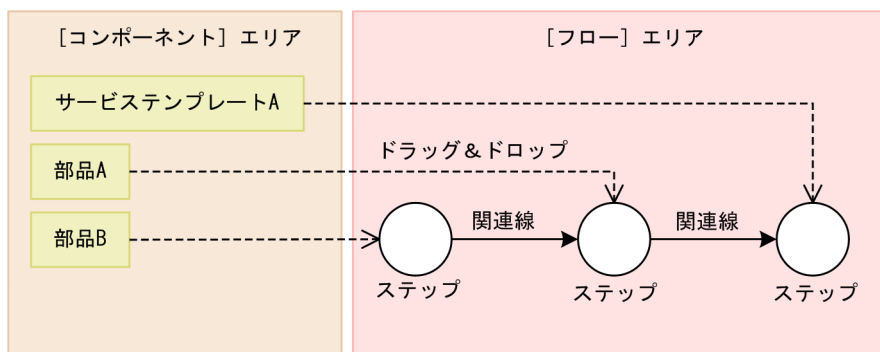 ［コンポーネント］エリア
［フロー］エリア
サービステンプレートA
ドラッグ＆ドロップ
部品A
部品B
関連線
関連線
ステップ
ステップ
ステップ